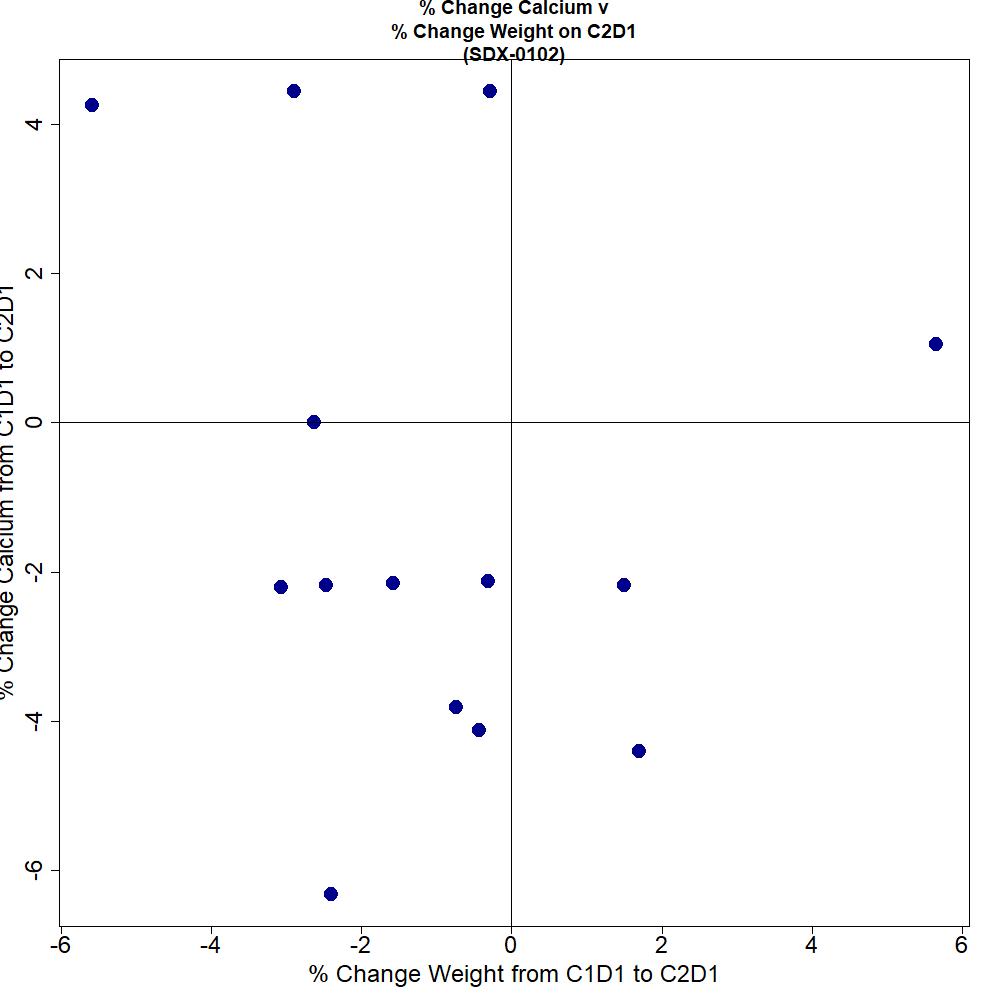 % Change Calcium v
% Change Weight on C2D1
(SDX-0102)
% Change Calcium from C1D1 to C2D1
4
2
0
-2
-4
-6
-6
-4
-2
0
2
4
6
% Change Weight from C1D1 to C2D1